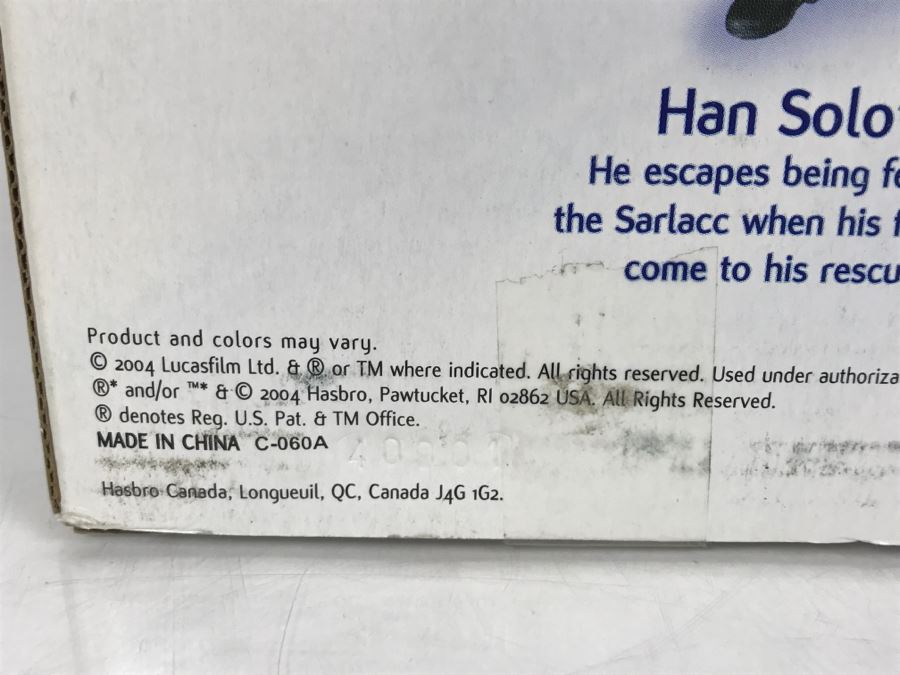 Han Solo
He escapes being
the Sarlacc when his
come to his
Product and colors may vary.
© 2004 Lucasfilm Ltd. & ® or TM where indicated. All rights reserved. Used under
®* and/or ™* & © 2004 Hasbro, Pawtucket, RI 02862 USA. All Rights Reserved.
® denotes Reg. U.S. Pat. & TM Office.
MADE IN CHINA C-060A
Hasbro Canada, Longueuil, QC, Canada J4G 1G2.